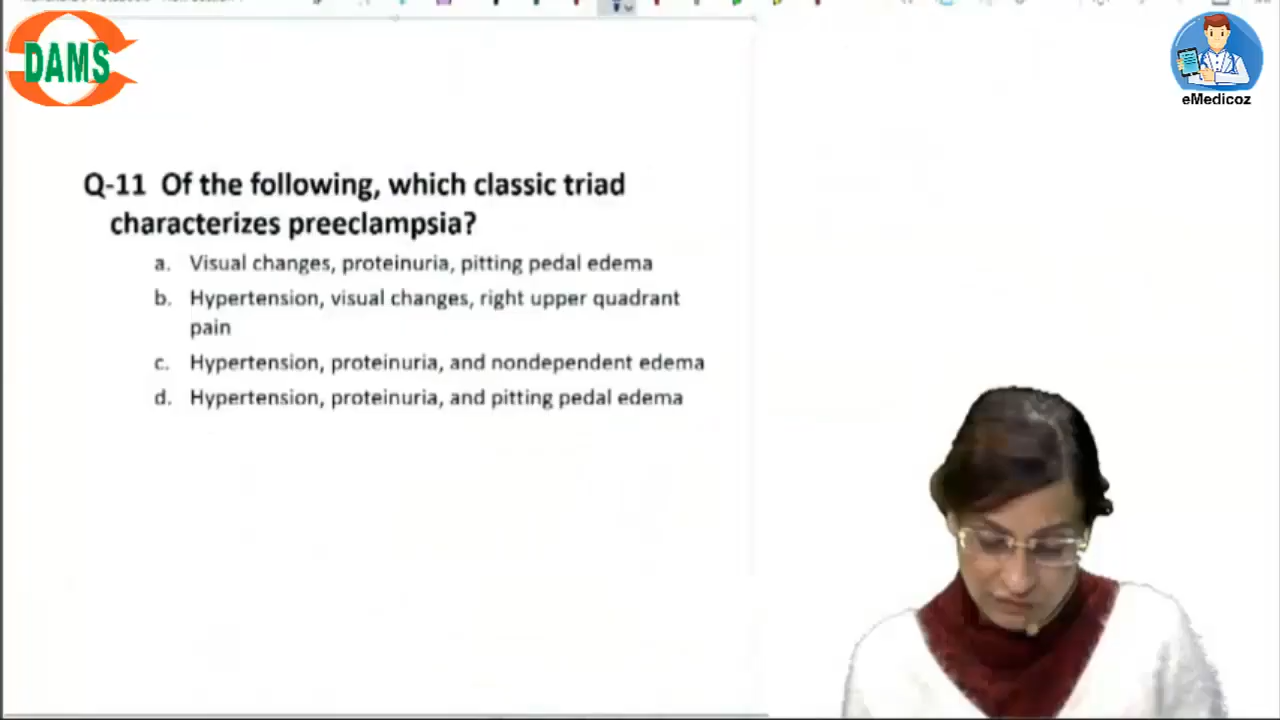 DAMS
eMedicoz
Q-11 Of the following, which classic triad
characterizes preeclampsia?
a. Visual changes, proteinuria, pitting pedal edema
b. Hypertension, visual changes, right upper quadrant
pain
c. Hypertension, proteinuria, and nondependent edema
d. Hypertension, proteinuria, and pitting pedal edema